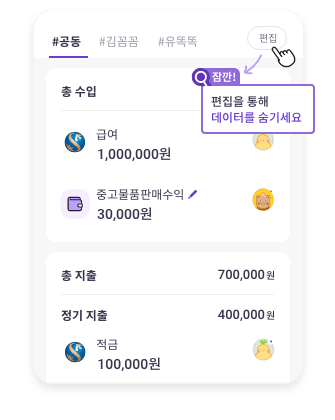 #공동 #김꼼꼼 #유똑똑 편집
잠깐!
총 수입
편집을 통해
데이터를 숨기세요
급여
1,000,000원
중고물품판매수익
30,000원
총 지출 700,000원
정기 지출 400,000원
적금
100,000원